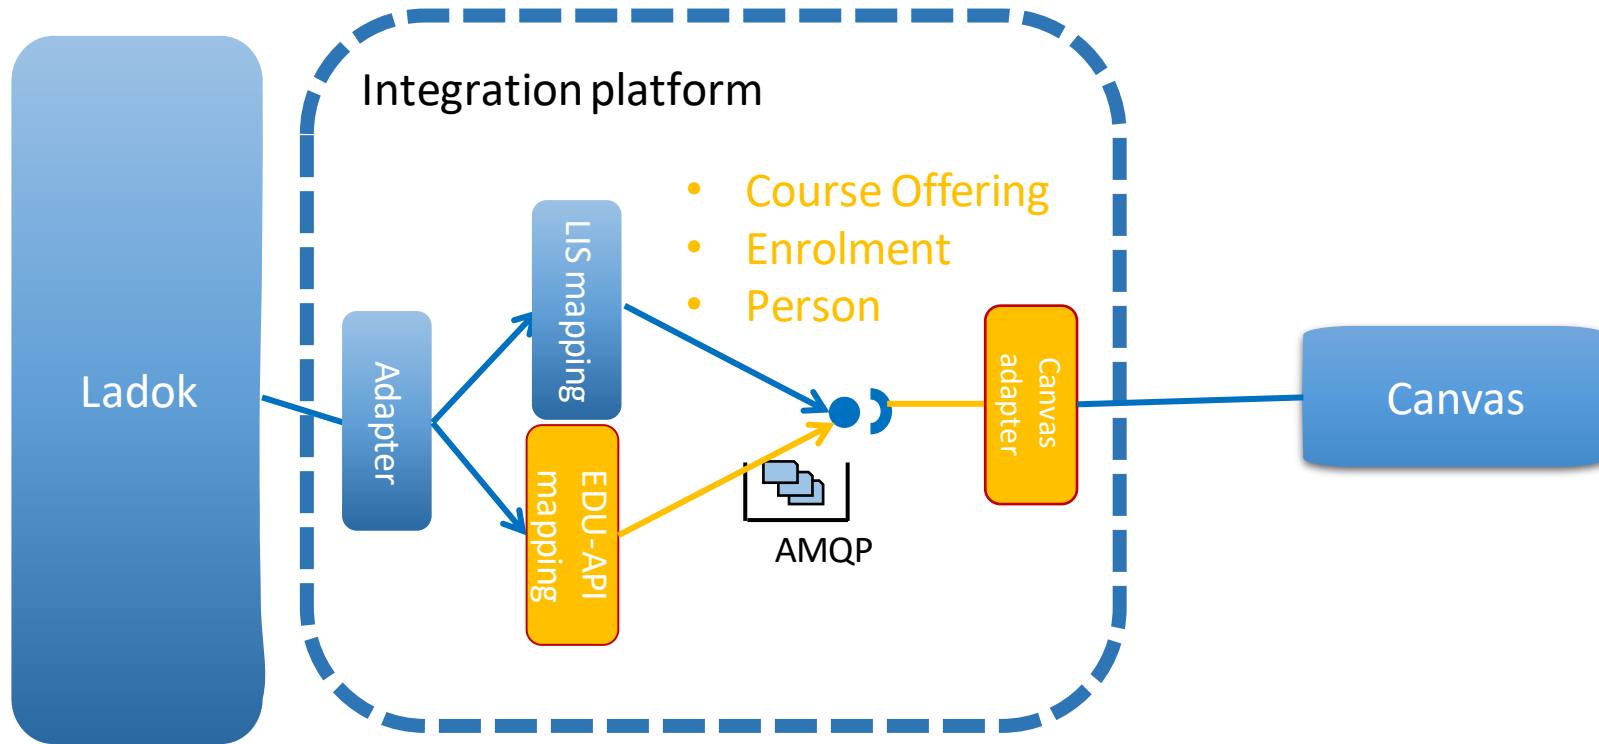 Integration platform
• Course Offering
• Enrolment
• Person
Ladok
Adapter
LIS mapping
EDU-API
mapping
AMQP
Canvas
adapter
Canvas